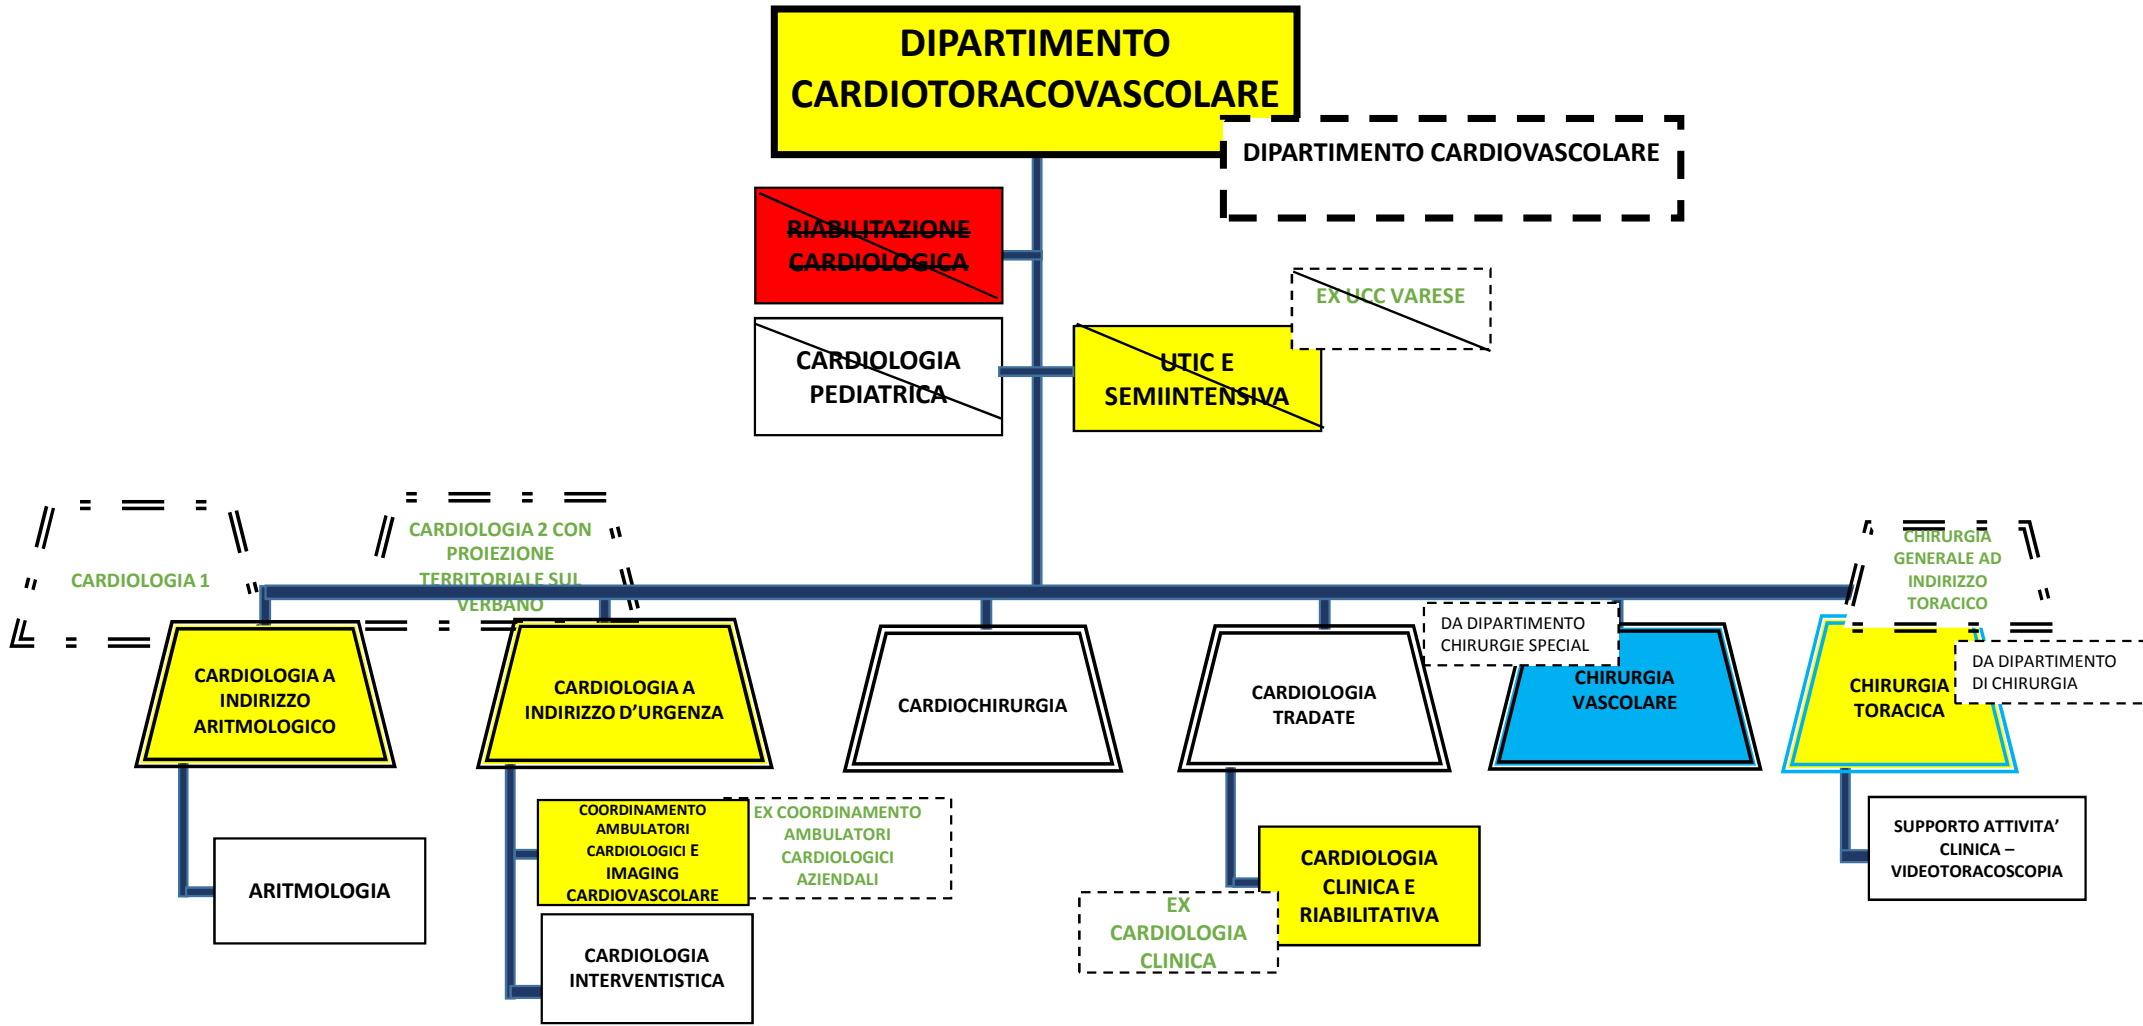 DIPARTIMENTO
CARDIOTORACOVASCOLARE
DIPARTIMENTO CARDIOVASCOLARE
RIABILITAZIONE
CARDIOLOGICA
EX UCC VARESE
CARDIOLOGIA
PEDIATRICA
UTIC E
SEMIINTENSIVA
CARDIOLOGIA 1
CARDIOLOGIA 2 CON
PROIEZIONE
TERRITORIALE SUL
VERBANO
CHIRURGIA
GENERALE AD
INDIRIZZO
TORACICO
CARDIOLOGIA A
INDIRIZZO
ARITMOLOGICO
CARDIOLOGIA A
INDIRIZZO D’URGENZA
CARDIOCHIRURGIA
CARDIOLOGIA
TRADATE
DA DIPARTIMENTO
CHIRURGIE SPECIAL
CHIRURGIA
VASCOLARE
CHIRURGIA
TORACICA
DA DIPARTIMENTO
DI CHIRURGIA
ARITMOLOGIA
COORDINAMENTO
AMBULATORI
CARDIOLOGICI E
IMAGING
CARDIOVASCOLARE
EX COORDINAMENTO
AMBULATORI
CARDIOLOGICI
AZIENDALI
CARDIOLOGIA
INTERVENTISTICA
CARDIOLOGIA
CLINICA E
RIABILITATIVA
EX
CARDIOLOGIA
CLINICA
SUPPORTO ATTIVITA’
CLINICA –
VIDEOTORACOSCOPIA